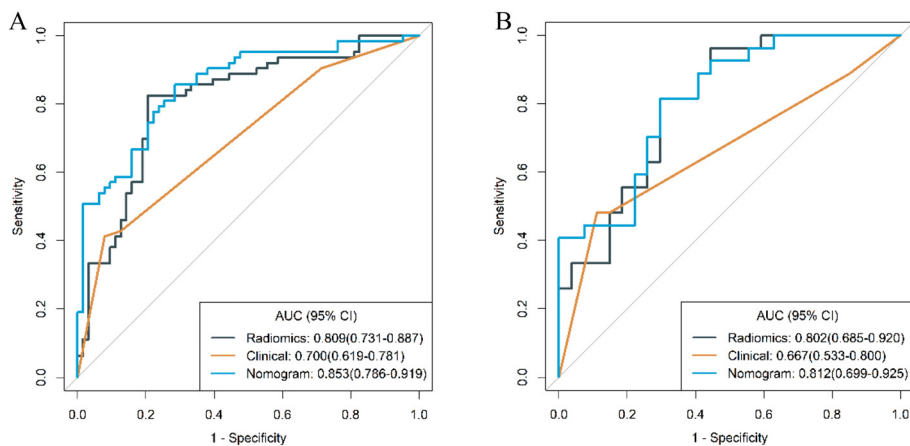 A
1.0
0.8
0.6
0.4
0.2
0.0
Sensitivity
0.0 0.2 0.4 0.6 0.8 1.0
1 - Specificity
AUC (95% CI)
Radiomics: 0.809(0.731-0.887)
Clinical: 0.700(0.619-0.781)
Nomogram: 0.853(0.786-0.919)
B
1.0
0.8
0.6
0.4
0.2
0.0
Sensitivity
0.0 0.2 0.4 0.6 0.8 1.0
1 - Specificity
AUC (95% CI)
Radiomics: 0.802(0.685-0.920)
Clinical: 0.667(0.533-0.800)
Nomogram: 0.812(0.699-0.925)